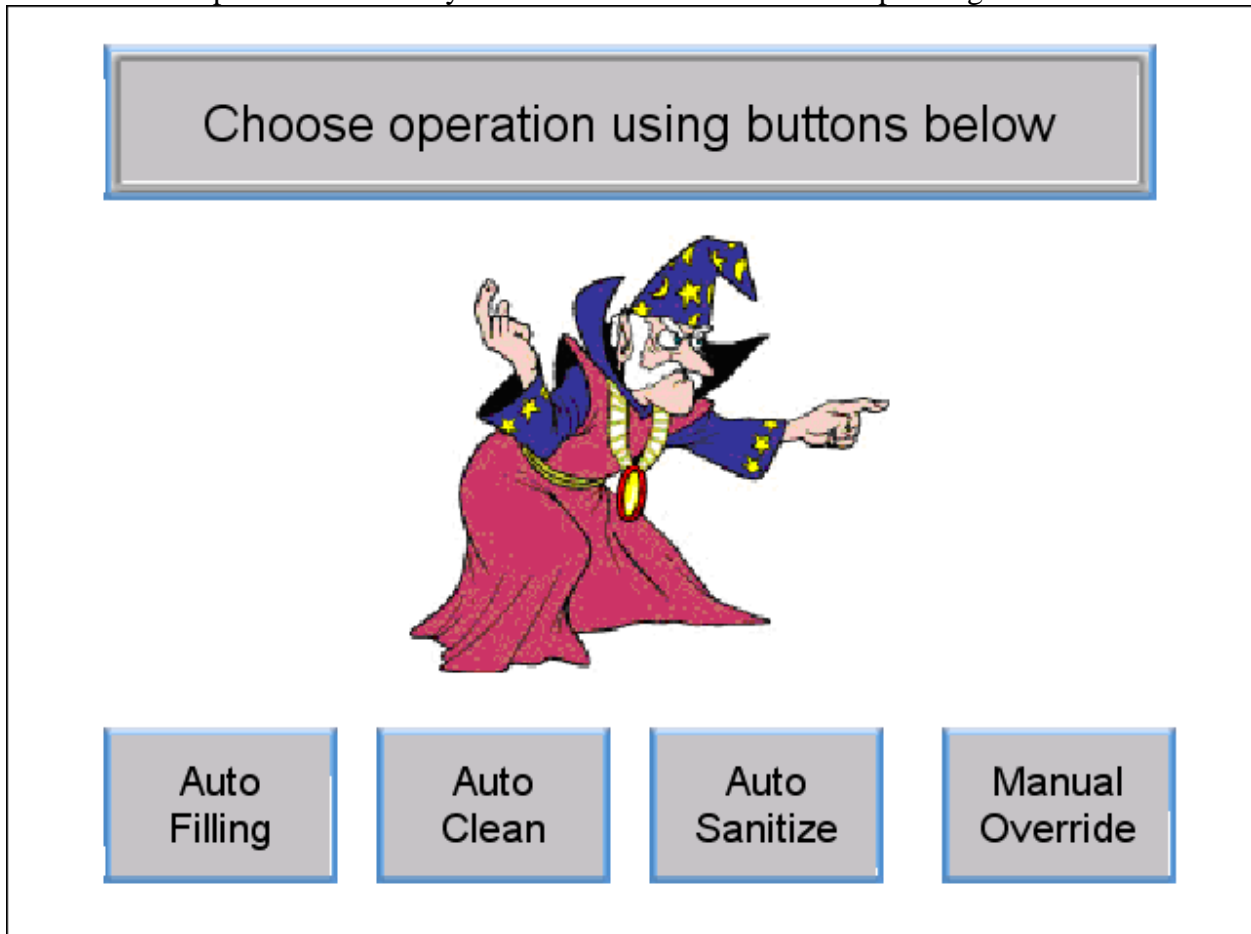 Choose operation using buttons below
Auto
Filling
Auto
Clean
Auto
Sanitize
Manual
Override